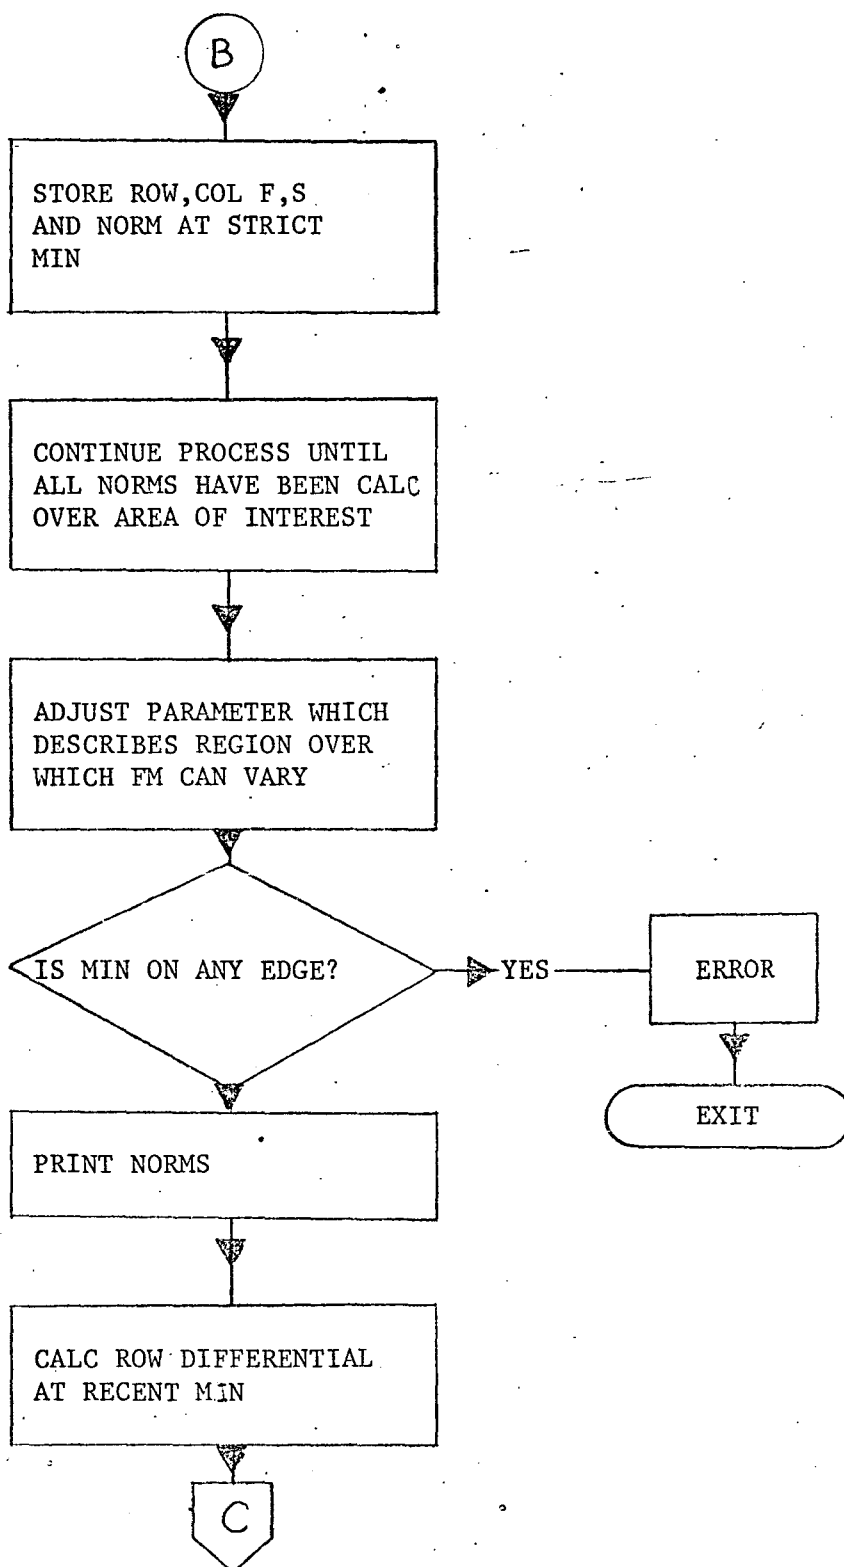 B
STORE ROW,COL F,S
AND NORM AT STRICT
MIN
CONTINUE PROCESS UNTIL
ALL NORMS HAVE BEEN CALC
OVER AREA OF INTEREST
ADJUST PARAMETER WHICH
DESCRIBES REGION OVER
WHICH FM CAN VARY
IS MIN ON ANY EDGE?
YES
ERROR
EXIT
PRINT NORMS
CALC ROW DIFFERENTIAL
AT RECENT MIN
C